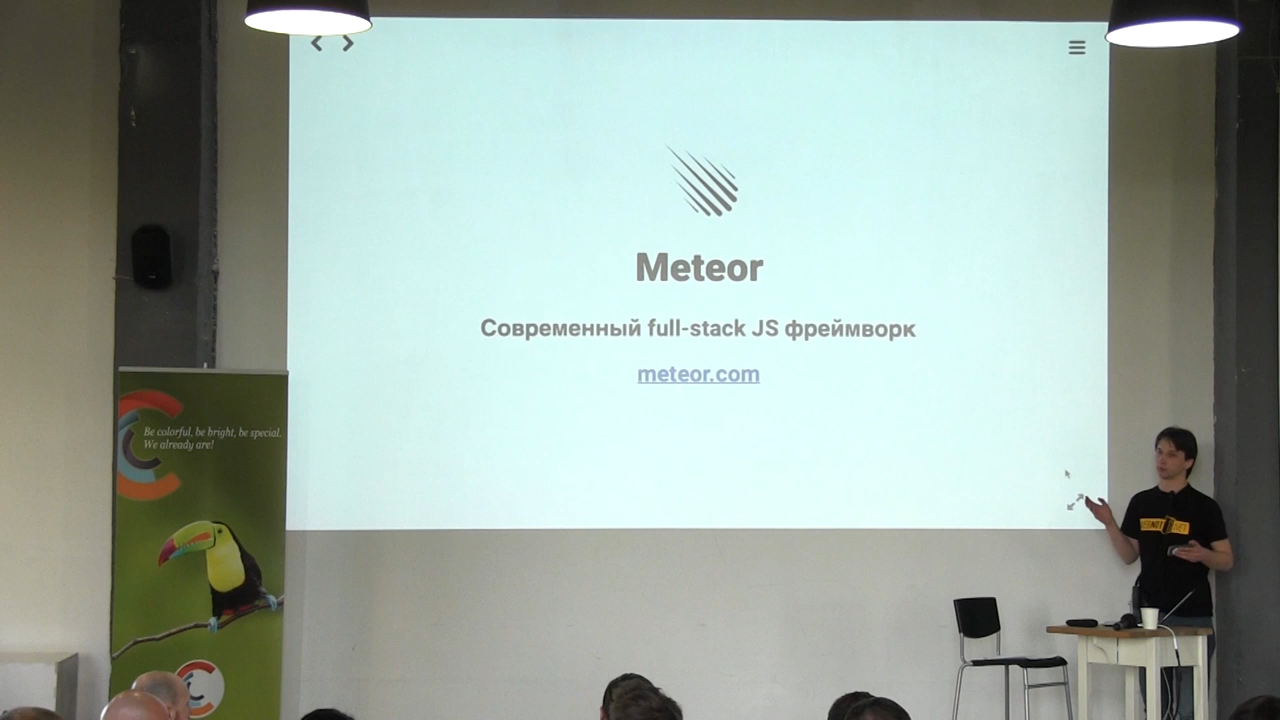 Meteor
Современный full-stack JS фреймворк
meteor.com
Be colorful, be bright, be special.
We already are!